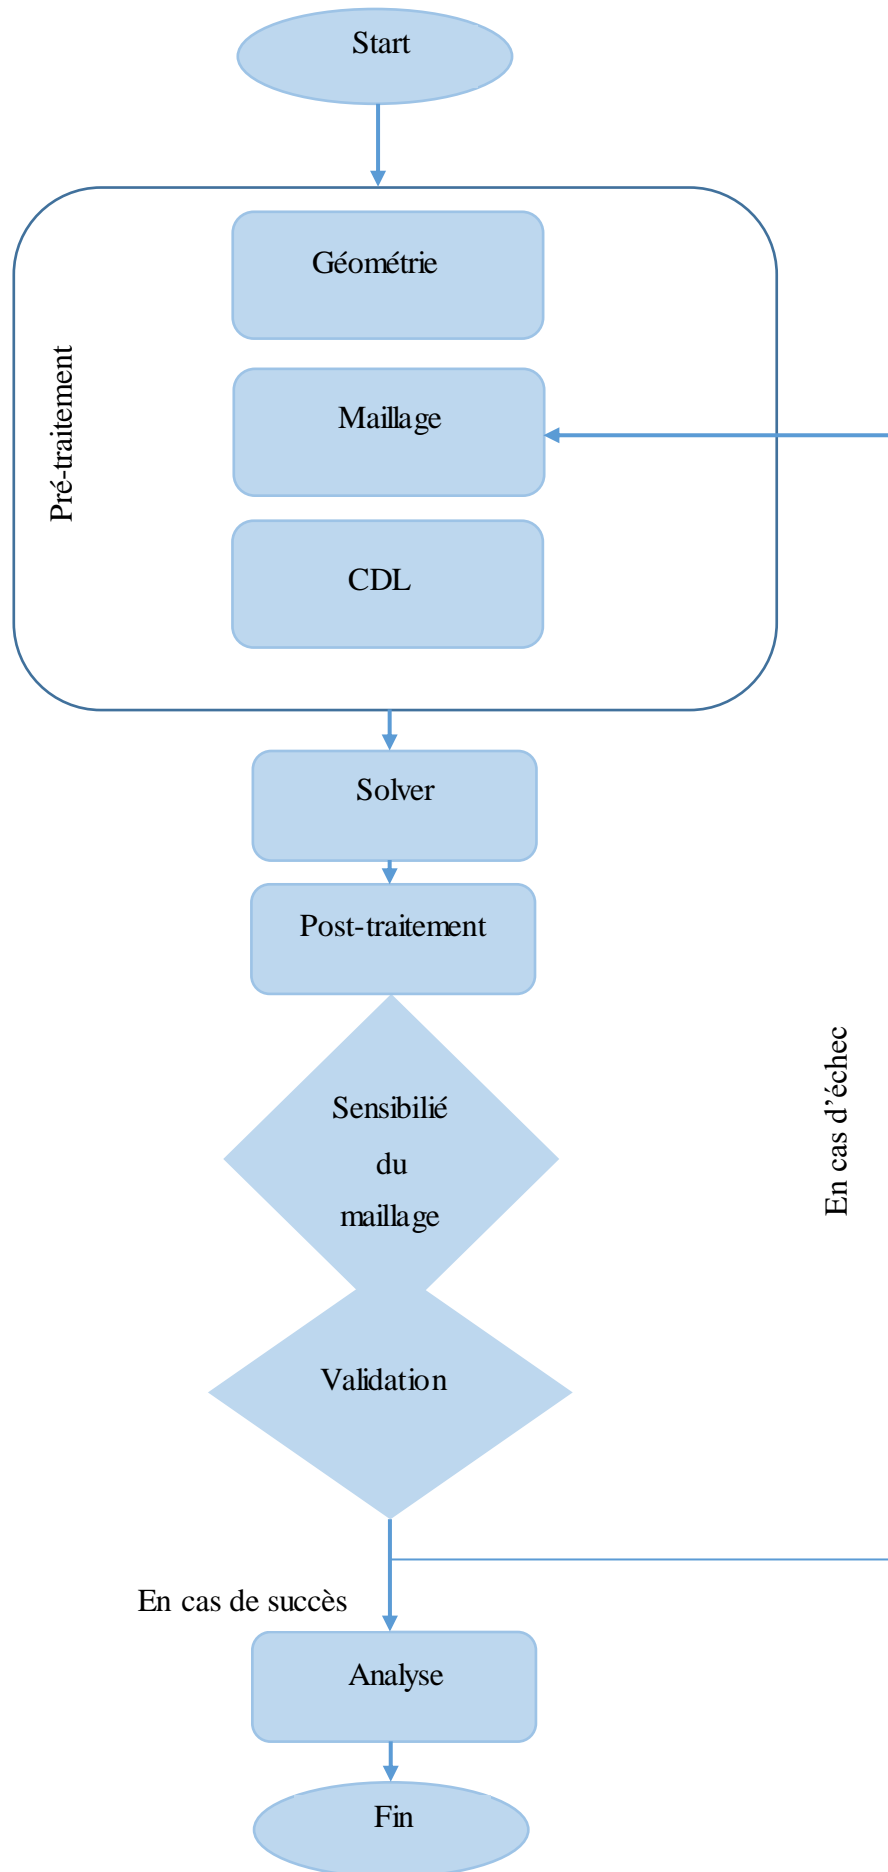 Start
Géométrie
Pré-traitement
Maillage
CDL
Solver
Post-traitement
Sensibilié
du
maillage
En cas d’échec
Validation
En cas de succès
Analyse
Fin